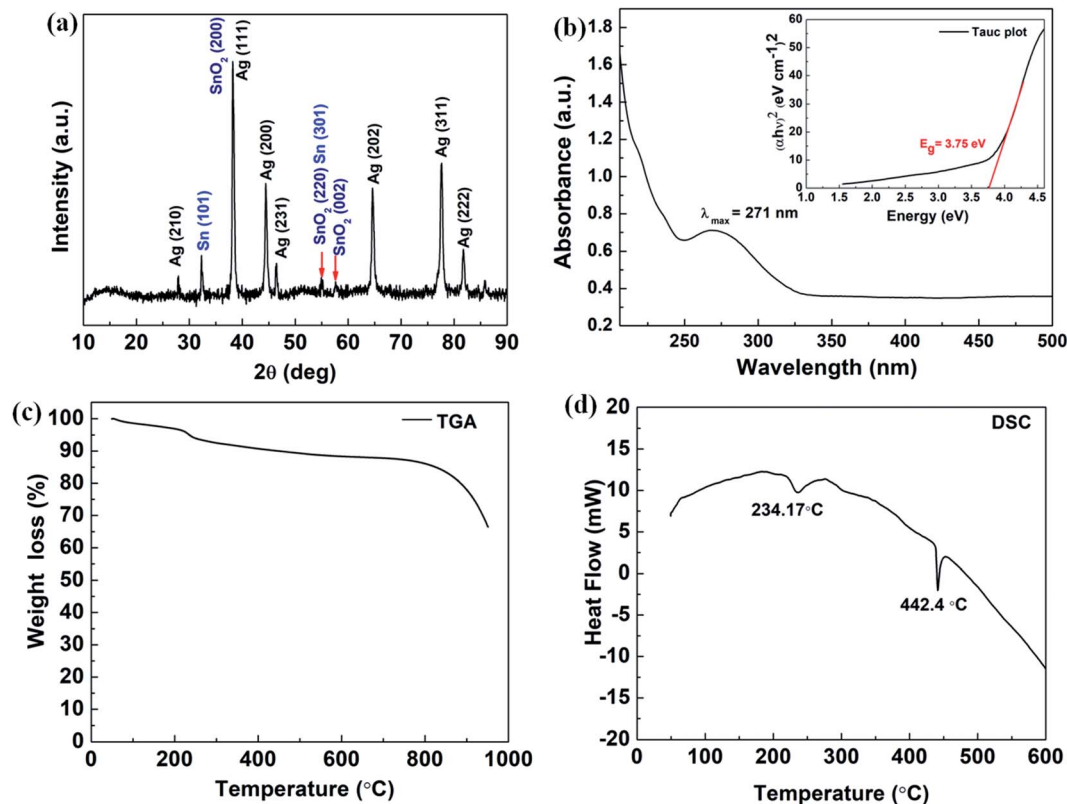 (a)
Intensity (a.u.)
Ag (210)
Sn (101)
SnO₂ (200)
Ag (111)
Ag (200)
Ag (231)
SnO₂ (220) Sn (301)
SnO₂ (002)
Ag (202)
Ag (311)
Ag (222)
10 20 30 40 50 60 70 80 90
2θ (deg)
(b)
Absorbance (a.u.)
1.8
1.6
1.4
1.2
1.0
0.8
0.6
0.4
0.2
λmax = 271 nm
250 300 350 400 450 500
Wavelength (nm)
(αhν)² (eV cm⁻¹)2
60
50
40
30
20
10
0
Tauc plot
Eg= 3.75 eV
1.0 1.5 2.0 2.5 3.0 3.5 4.0 4.5
Energy (eV)
(c)
Weight loss (%)
100
90
80
70
60
50
40
30
20
10
0
TGA
0 200 400 600 800 1000
Temperature (°C)
(d)
Heat Flow (mW)
20
15
10
5
0
-5
-10
-15
-20
DSC
234.17°C
442.4 °C
0 100 200 300 400 500 600
Temperature (°C)